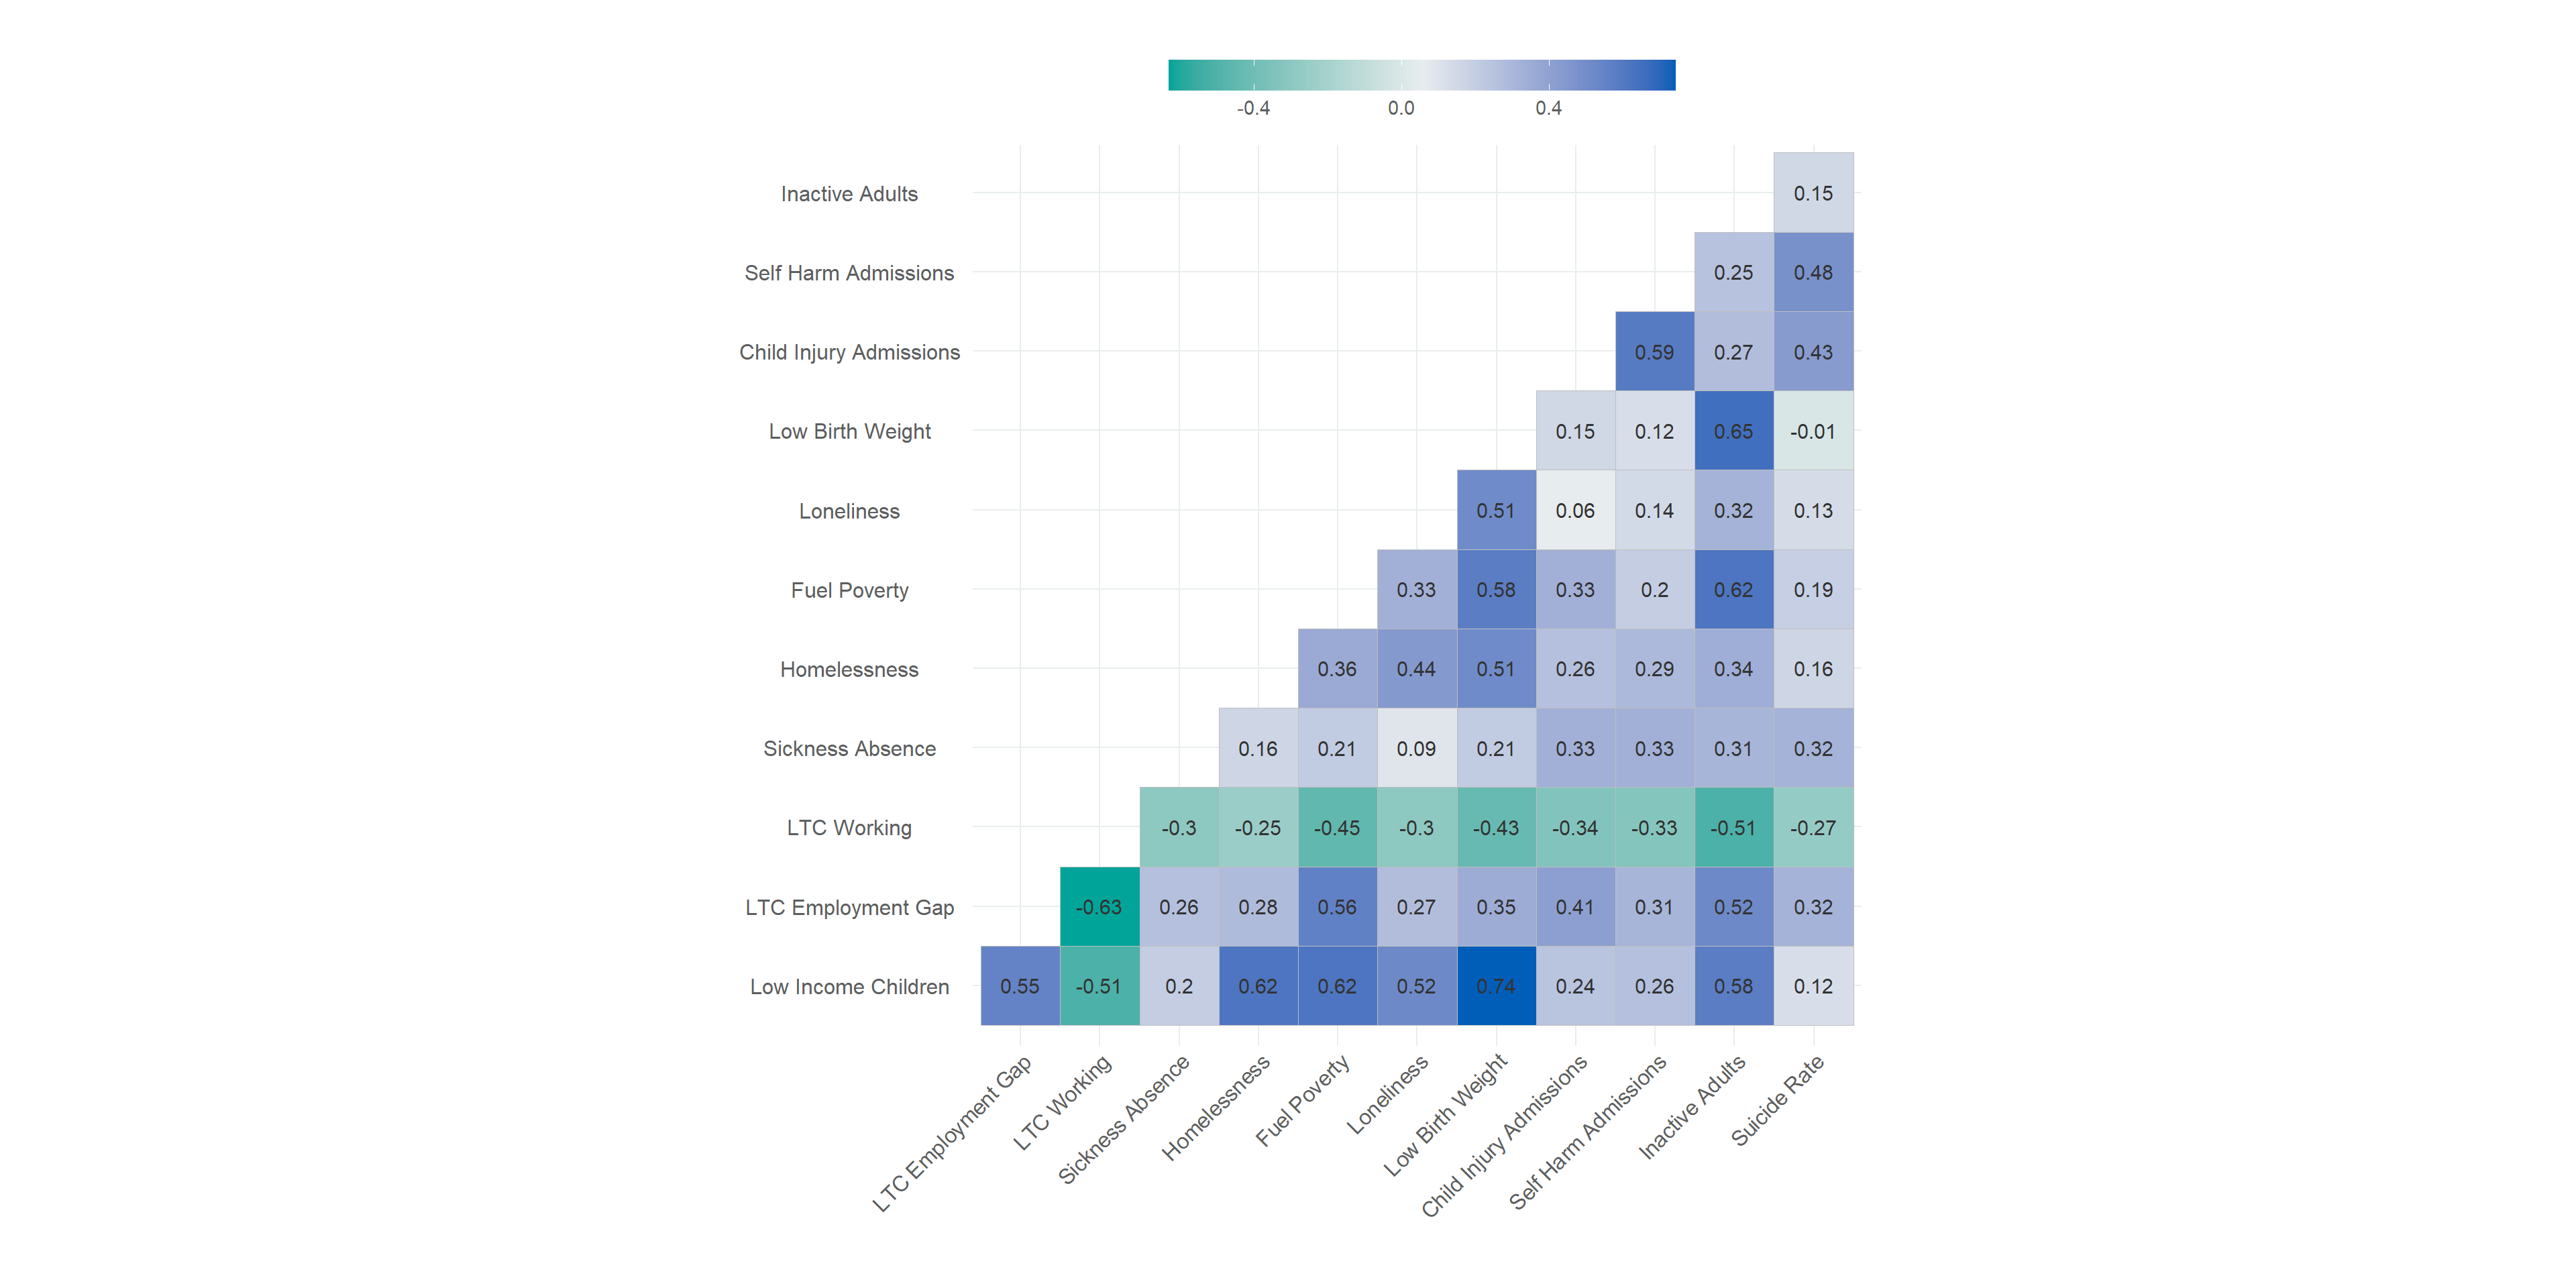 -0.4 0.0 0.4
Inactive Adults 0.15
Self Harm Admissions 0.25 0.48
Child Injury Admissions 0.59 0.27 0.43
Low Birth Weight 0.15 0.12 0.65 -0.01
Loneliness 0.51 0.06 0.14 0.32 0.13
Fuel Poverty 0.33 0.58 0.33 0.2 0.62 0.19
Homelessness 0.36 0.44 0.51 0.26 0.29 0.34 0.16
Sickness Absence 0.16 0.21 0.09 0.21 0.33 0.33 0.31 0.32
LTC Working -0.3 -0.25 -0.45 -0.3 -0.43 -0.34 -0.33 -0.51 -0.27
LTC Employment Gap -0.63 0.26 0.28 0.56 0.27 0.35 0.41 0.31 0.52 0.32
Low Income Children 0.55 -0.51 0.2 0.62 0.62 0.52 0.74 0.24 0.26 0.58 0.12
LTC Employment Gap
LTC Working
Sickness Absence
Homelessness
Fuel Poverty
Loneliness
Low Birth Weight
Child Injury Admissions
Self Harm Admissions
Inactive Adults
Suicide Rate